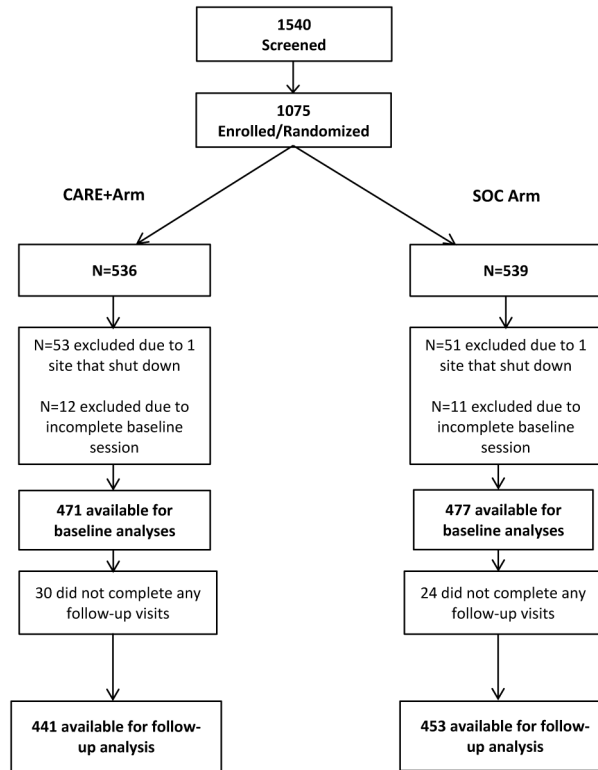 1540
Screened
1075
Enrolled/Randomized
CARE+Arm
SOC Arm
N=536
N=539
N=53 excluded due to 1
site that shut down
N=12 excluded due to
incomplete baseline
session
N=51 excluded due to 1
site that shut down
N=11 excluded due to
incomplete baseline
session
471 available for
baseline analyses
477 available for
baseline analyses
30 did not complete any
follow-up visits
24 did not complete any
follow-up visits
441 available for follow-
up analysis
453 available for follow-
up analysis